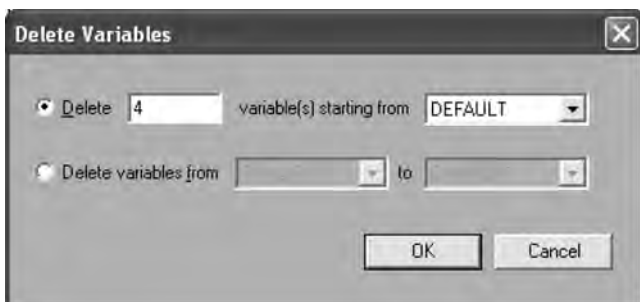 Delete Variables
Delete 4 variable(s) starting from DEFAULT
Delete variables from to
OK Cancel